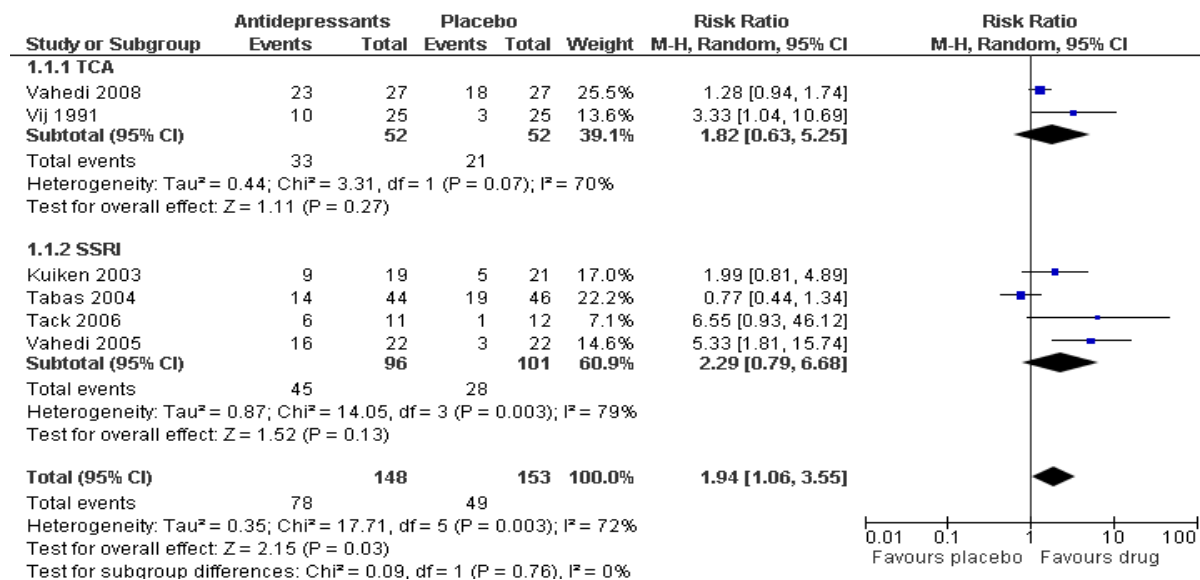 Antidepressants Placebo Risk Ratio Risk Ratio
Study or Subgroup Events Total Events Total Weight M-H, Random, 95% CI M-H, Random, 95% CI
1.1.1 TCA
Vahedi 2008 23 27 18 27 25.5% 1.28 [0.94, 1.74]
Vij 1991 10 25 3 25 13.6% 3.33 [1.04, 10.69]
Subtotal (95% CI) 52 52 39.1% 1.82 [0.63, 5.25]
Total events 33 21
Heterogeneity: Tau² = 0.44; Chi² = 3.31, df = 1 (P = 0.07); I² = 70%
Test for overall effect: Z = 1.11 (P = 0.27)
1.1.2 SSRI
Kuiken 2003 9 19 5 21 17.0% 1.99 [0.81, 4.89]
Tabas 2004 14 44 19 46 22.2% 0.77 [0.44, 1.34]
Tack 2006 6 11 1 12 7.1% 6.55 [0.93, 46.12]
Vahedi 2005 16 22 3 22 14.6% 5.33 [1.81, 15.74]
Subtotal (95% CI) 96 101 60.9% 2.29 [0.79, 6.68]
Total events 45 28
Heterogeneity: Tau² = 0.87; Chi² = 14.05, df = 3 (P = 0.003); I² = 79%
Test for overall effect: Z = 1.52 (P = 0.13)
Total (95% CI) 148 153 100.0% 1.94 [1.06, 3.55]
Total events 78 49
Heterogeneity: Tau² = 0.35; Chi² = 17.71, df = 5 (P = 0.003); I² = 72%
Test for overall effect: Z = 2.15 (P = 0.03)
Test for subgroup differences: Chi² = 0.09, df = 1 (P = 0.76), I² = 0%
0.01 0.1 1 10 100
Favours placebo Favours drug